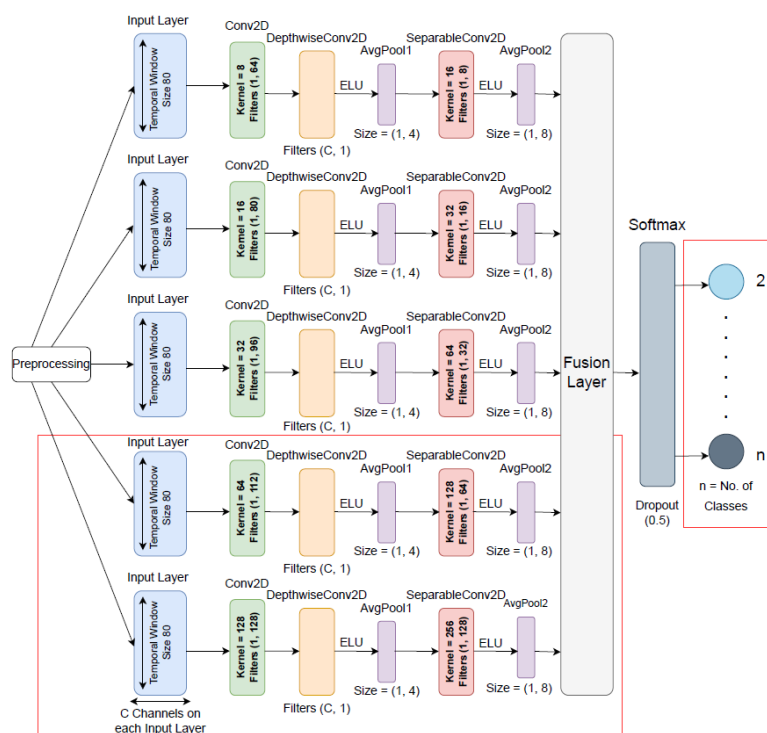 Input Layer
Conv2D
DepthwiseConv2D
AvgPool1
SeparableConv2D
AvgPool2
Temporal Window
Size 80
Kernel = 8
Filters (1, 64)
ELU
Kernel = 16
Filters (1, 8)
ELU
Filters (C, 1)
Size = (1, 4)
Size = (1, 8)
Input Layer
Conv2D
DepthwiseConv2D
AvgPool1
SeparableConv2D
AvgPool2
Temporal Window
Size 80
Kernel = 16
Filters (1, 80)
ELU
Kernel = 32
Filters (1, 16)
ELU
Filters (C, 1)
Size = (1, 4)
Size = (1, 8)
Input Layer
Conv2D
DepthwiseConv2D
AvgPool1
SeparableConv2D
AvgPool2
Preprocessing
Temporal Window
Size 80
Kernel = 32
Filters (1, 96)
ELU
Kernel = 64
Filters (1, 32)
ELU
Filters (C, 1)
Size = (1, 4)
Size = (1, 8)
Input Layer
Conv2D
DepthwiseConv2D
AvgPool1
SeparableConv2D
AvgPool2
Temporal Window
Size 80
Kernel = 64
Filters (1, 112)
ELU
Kernel = 128
Filters (1, 64)
ELU
Filters (C, 1)
Size = (1, 4)
Size = (1, 8)
Input Layer
Conv2D
DepthwiseConv2D
AvgPool1
SeparableConv2D
AvgPool2
Temporal Window
Size 80
Kernel = 128
Filters (1, 128)
ELU
Kernel = 256
Filters (1, 128)
ELU
Filters (C, 1)
Size = (1, 4)
Size = (1, 8)
C Channels on
each Input Layer
Fusion
Layer
Softmax
Dropout
(0.5)
2
n
n = No. of
Classes